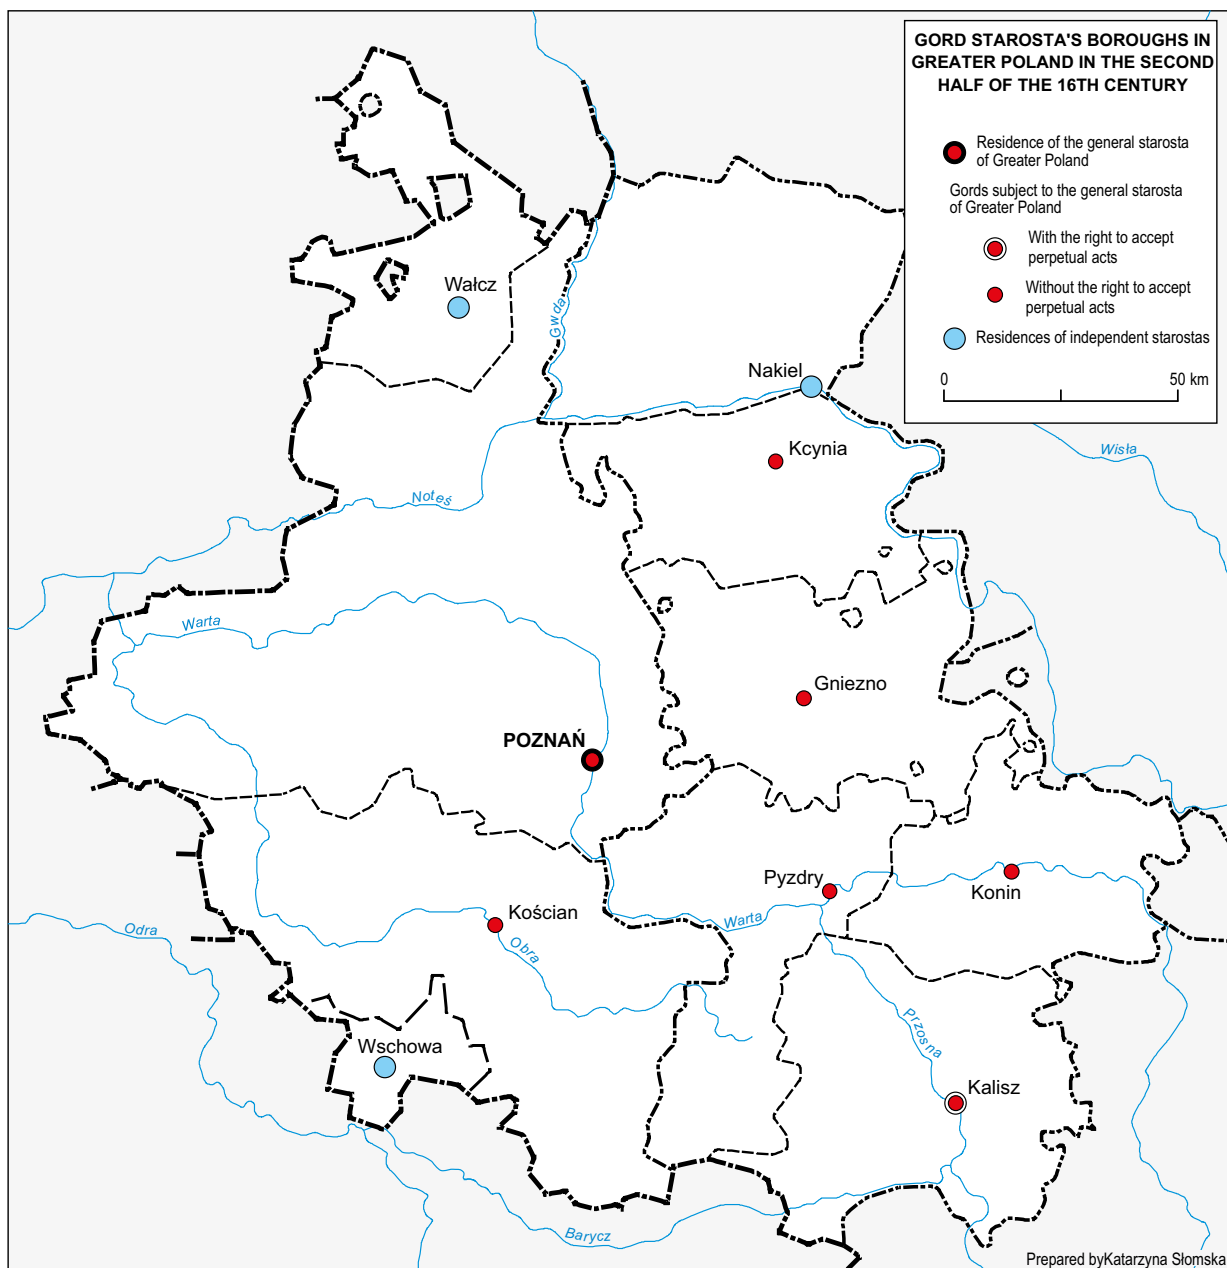 GORD STAROSTA'S BOROUGHS IN
GREATER POLAND IN THE SECOND
HALF OF THE 16TH CENTURY
Residence of the general starosta
of Greater Poland
Gords subject to the general starosta
of Greater Poland
With the right to accept
perpetual acts
Without the right to accept
perpetual acts
Residences of independent starostas
0
50 km
Wałcz
Gwda
Nakiel
Kcynia
Wisła
Noteś
Warta
Gniezno
POZNAŃ
Pyzdry
Konin
Kościan
Warta
Odra
Obra
Przosna
Wschowa
Kalisz
Barycz
Prepared byKatarzyna Słomska